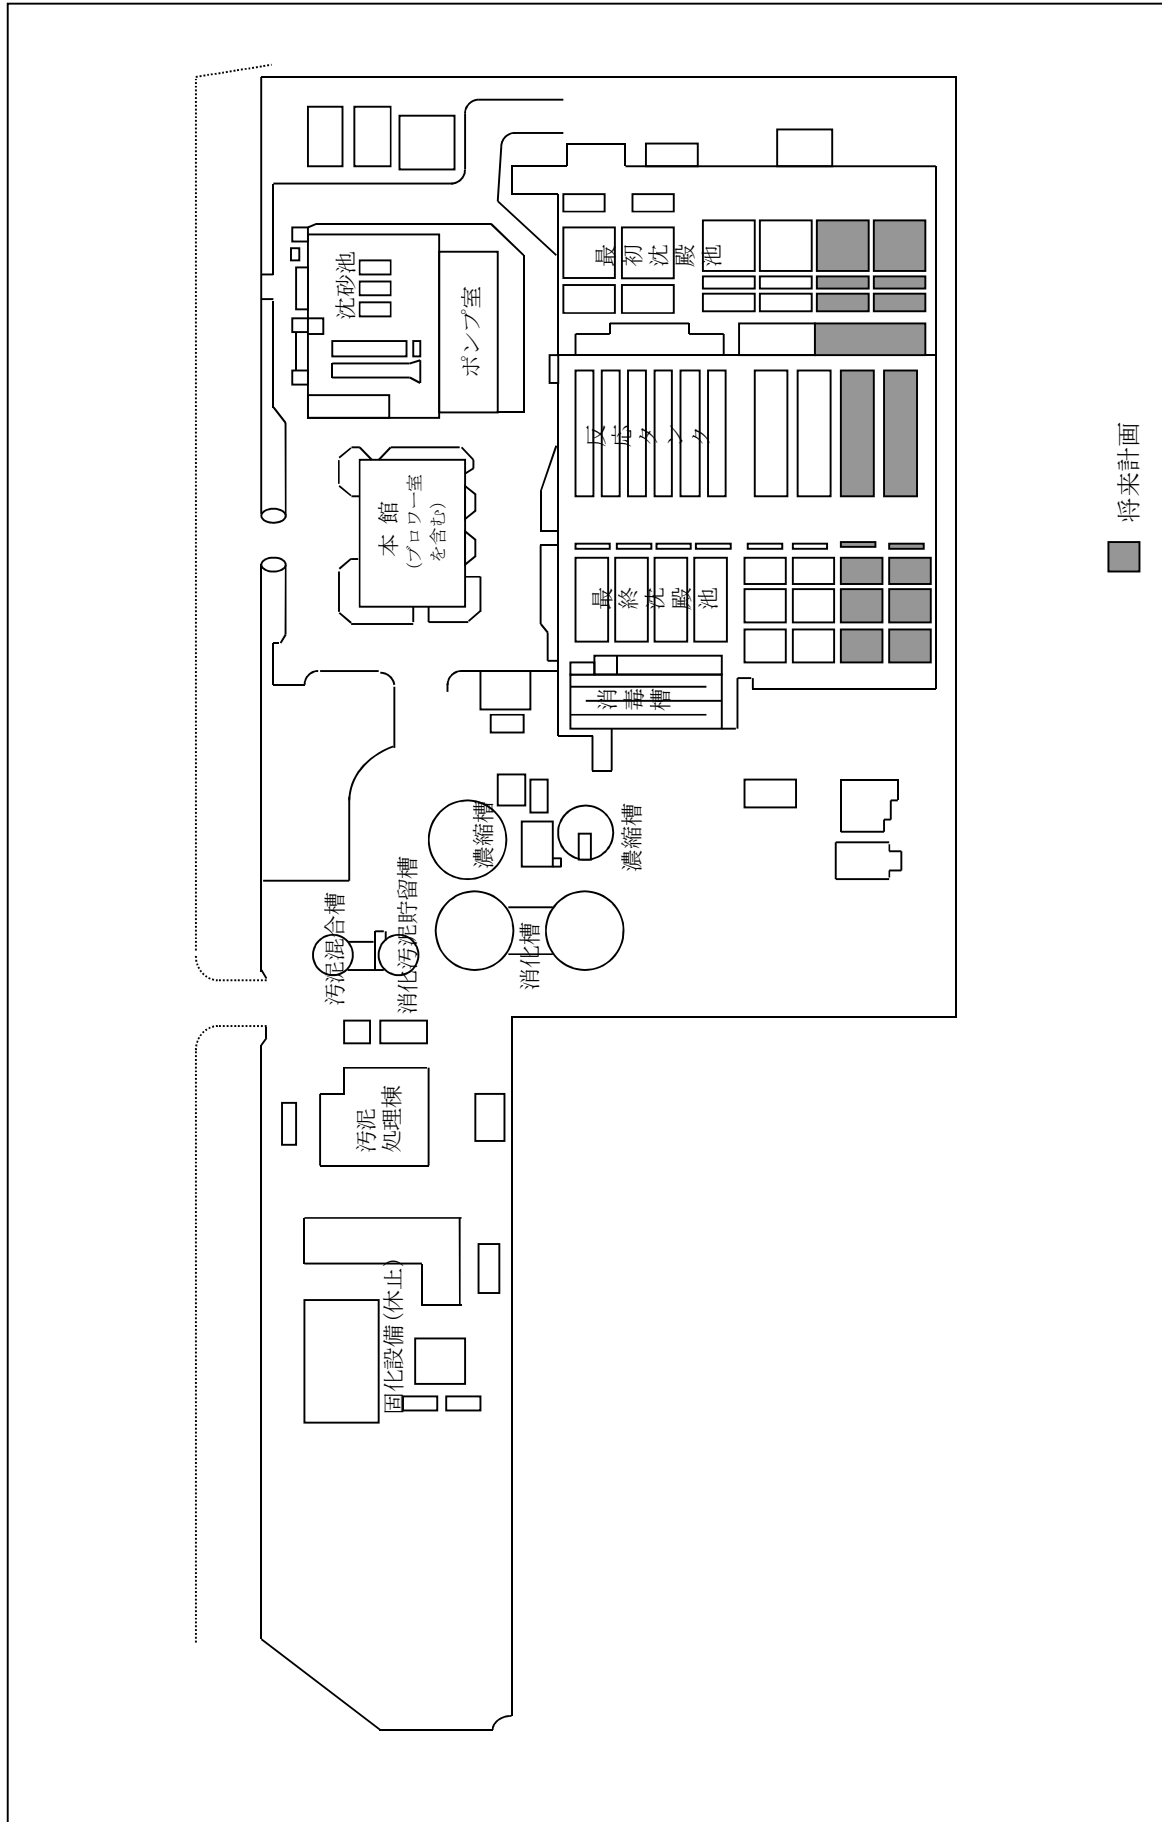 沈砂池
ポンプ室
最初沈殿池
反応タンク
本館
(ブロワー室
を含む)
最終沈殿池
消毒槽
濃縮槽
濃縮槽
汚泥混合槽
消化汚泥貯留槽
消化槽
汚泥
処理棟
固化設備(休止)
将来計画